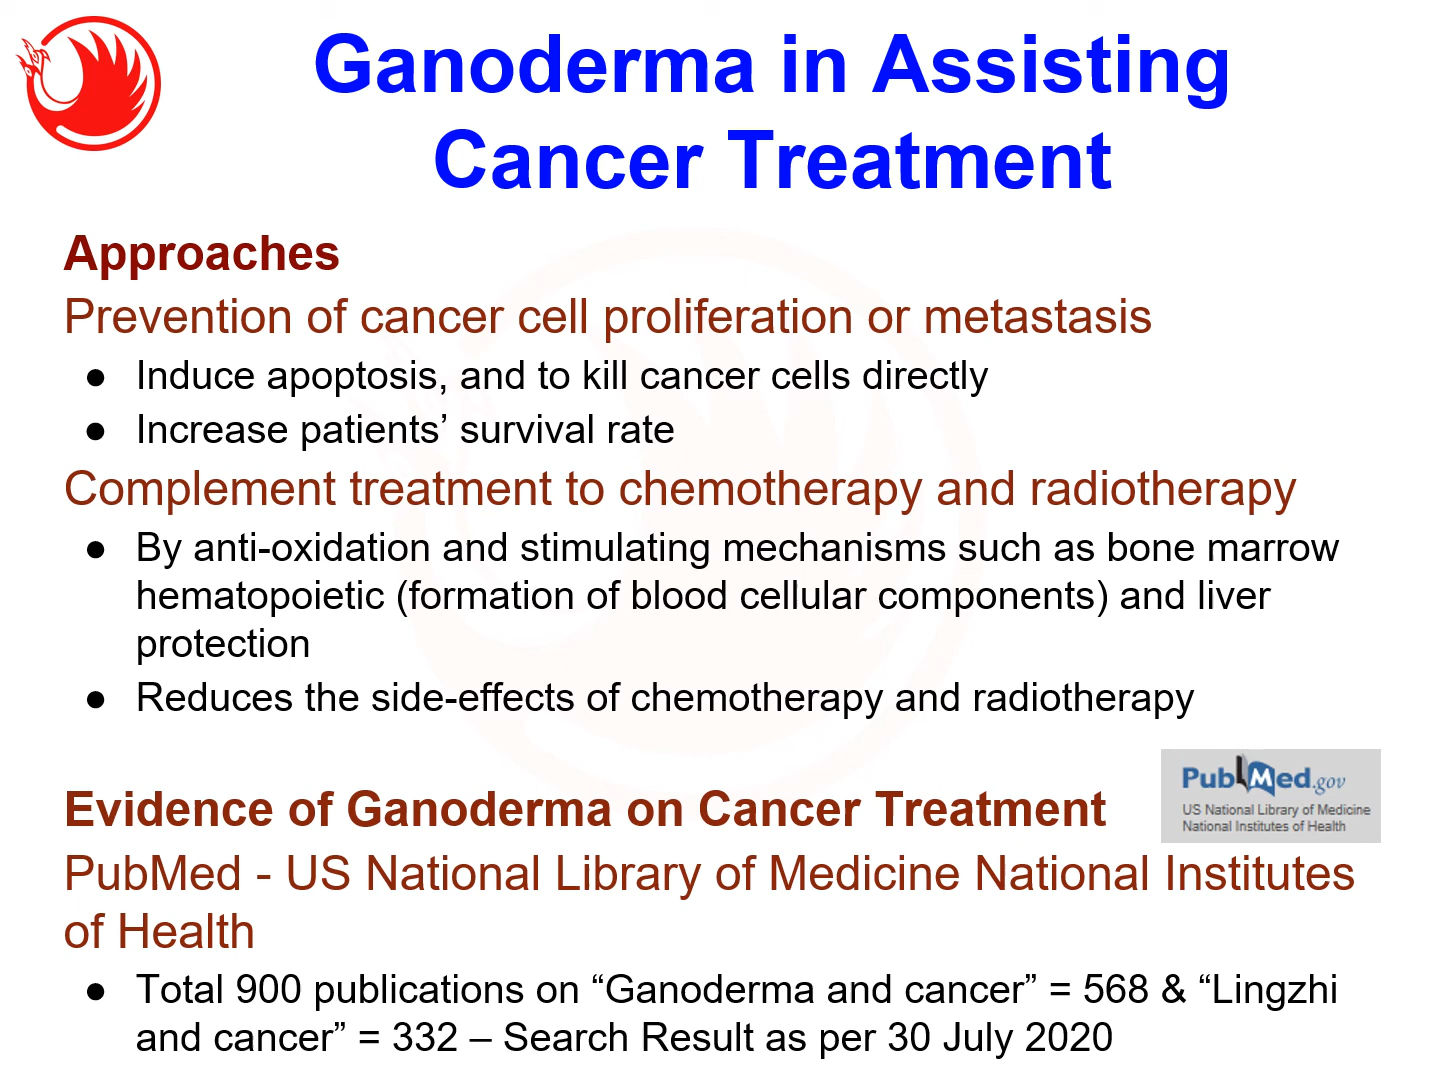 Ganoderma in Assisting
Cancer Treatment
Approaches
Prevention of cancer cell proliferation or metastasis
● Induce apoptosis, and to kill cancer cells directly
● Increase patients’ survival rate
Complement treatment to chemotherapy and radiotherapy
● By anti-oxidation and stimulating mechanisms such as bone marrow
hematopoietic (formation of blood cellular components) and liver
protection
● Reduces the side-effects of chemotherapy and radiotherapy
PubMed.gov
US National Library of Medicine
National Institutes of Health
Evidence of Ganoderma on Cancer Treatment
PubMed - US National Library of Medicine National Institutes
of Health
● Total 900 publications on “Ganoderma and cancer” = 568 & “Lingzhi
and cancer” = 332 – Search Result as per 30 July 2020